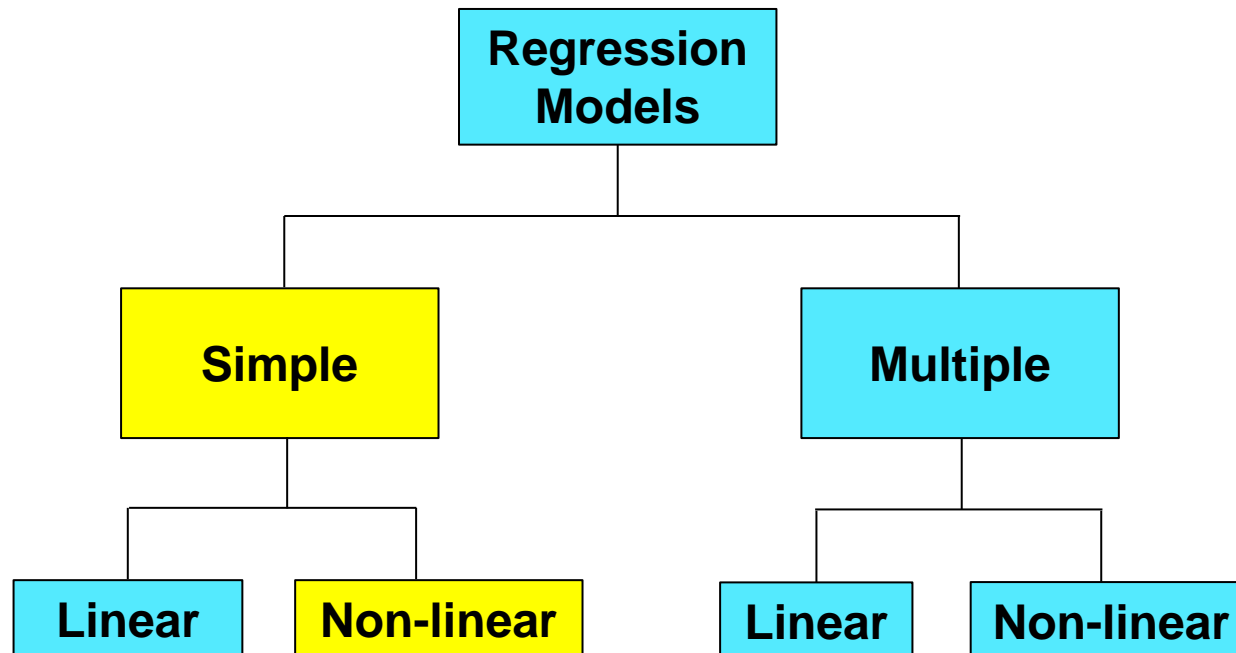 Regression
Models
Simple
Multiple
Linear
Non-linear
Linear
Non-linear